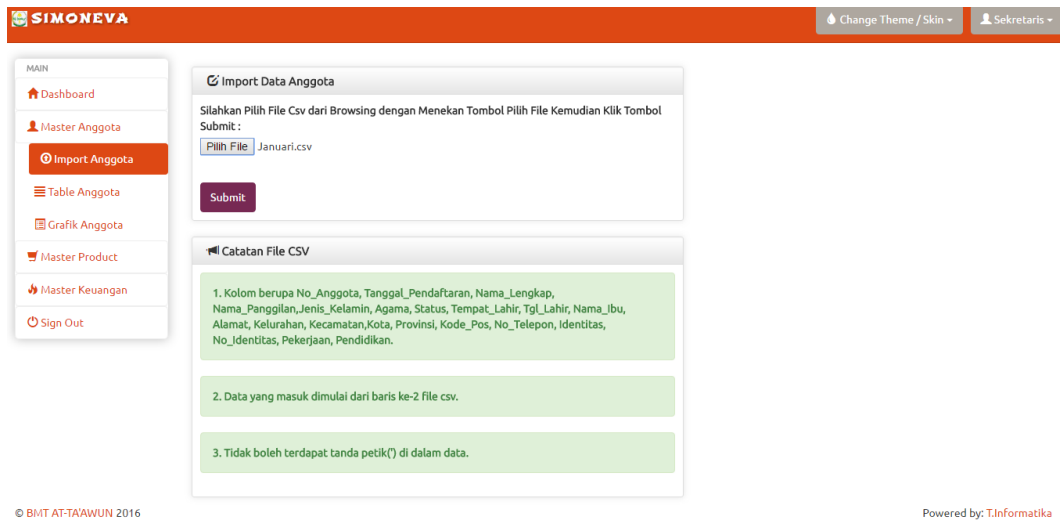 SIMONEVA
Change Theme / Skin
Sekretaris
MAIN
Dashboard
Master Anggota
Import Anggota
Table Anggota
Grafik Anggota
Master Product
Master Keuangan
Sign Out
Import Data Anggota
Silahkan Pilih File Csv dari Browsing dengan Menekan Tombol Pilih File Kemudian Klik Tombol
Submit :
Pilih File Januari.csv
Submit
Catatan File CSV
1. Kolom berupa No_Anggota, Tanggal_Pendaftaran, Nama_Lengkap,
Nama_Panggilan,Jenis_Kelamin, Agama, Status, Tempat_Lahir, Tgl_Lahir, Nama_Ibu,
Alamat, Kelurahan, Kecamatan,Kota, Provinsi, Kode_Pos, No_Telepon, Identitas,
No_Identitas, Pekerjaan, Pendidikan.
2. Data yang masuk dimulai dari baris ke-2 file csv.
3. Tidak boleh terdapat tanda petik(') di dalam data.
© BMT AT-TA'AWUN 2016
Powered by: T.Informatika